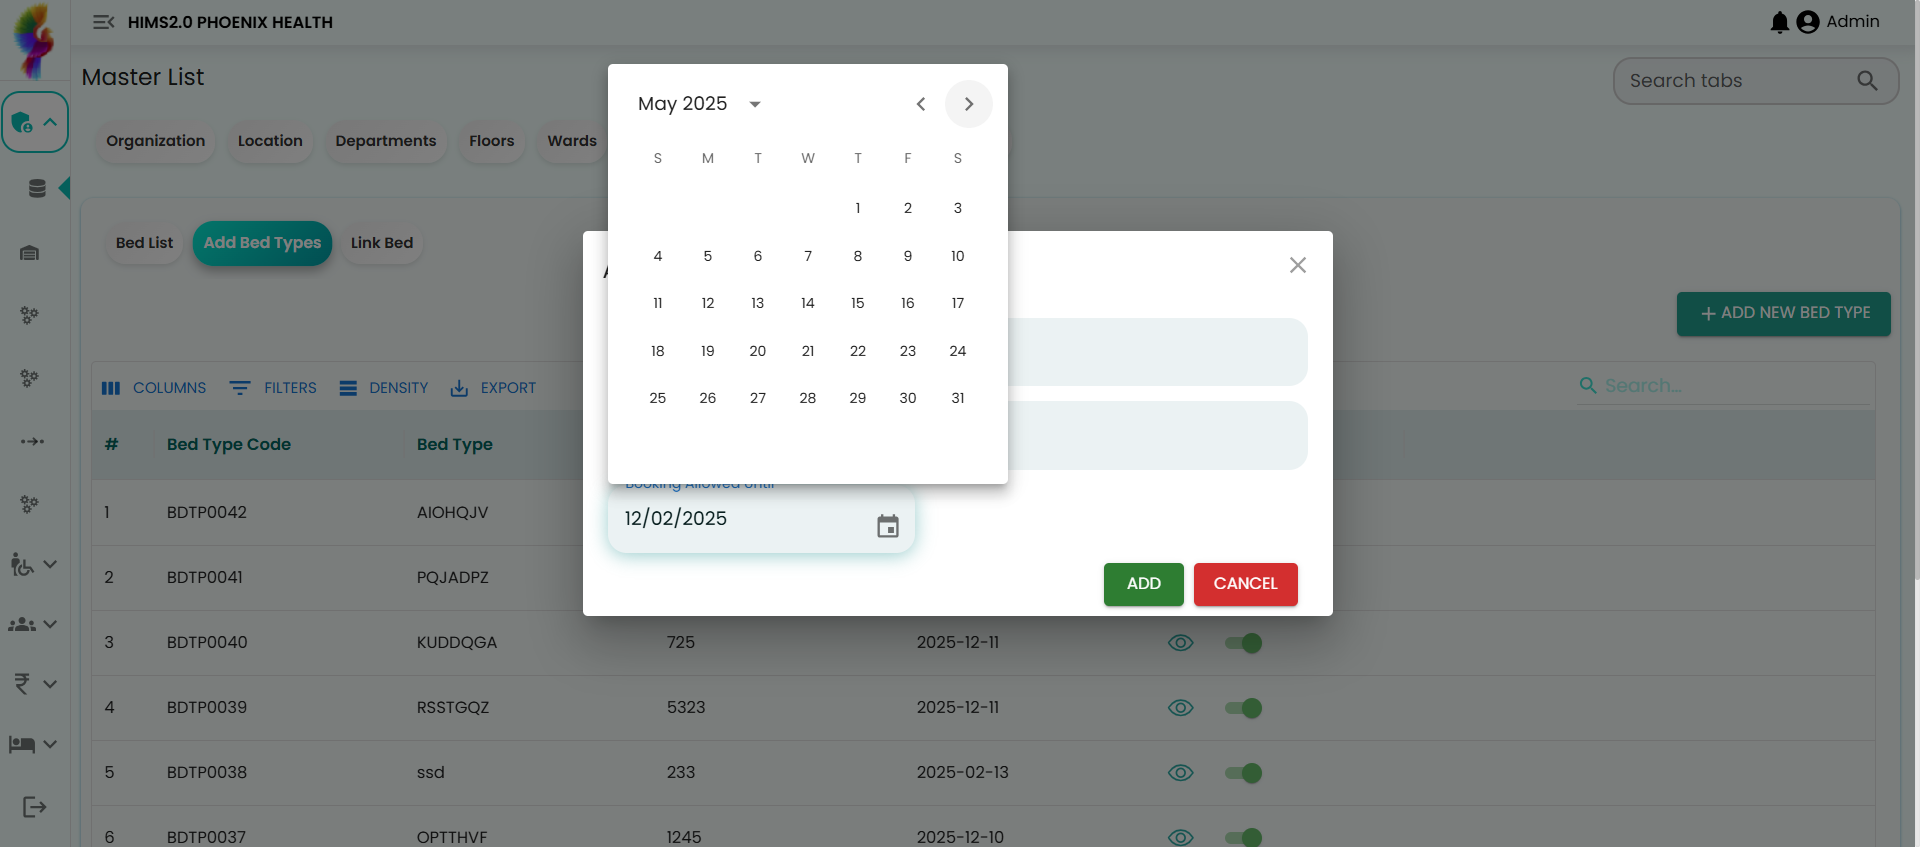 HIMS2.0 PHOENIX HEALTH
Admin
Master List
Search tabs
Organization
Location
Departments
Floors
Wards
Bed List
Add Bed Types
Link Bed
May 2025
S M T W T F S
1 2 3
4 5 6 7 8 9 10
11 12 13 14 15 16 17
18 19 20 21 22 23 24
25 26 27 28 29 30 31
+ ADD NEW BED TYPE
COLUMNS
FILTERS
DENSITY
EXPORT
Search...
# Bed Type Code Bed Type
Booking Allowed Until
12/02/2025
ADD
CANCEL
1 BDTP0042 AIOHQJV
2 BDTP0041 PQJADPZ
3 BDTP0040 KUDDQGA 725 2025-12-11
4 BDTP0039 RSSTGQZ 5323 2025-12-11
5 BDTP0038 ssd 233 2025-02-13
6 BDTP0037 OPTTHVF 1245 2025-12-10